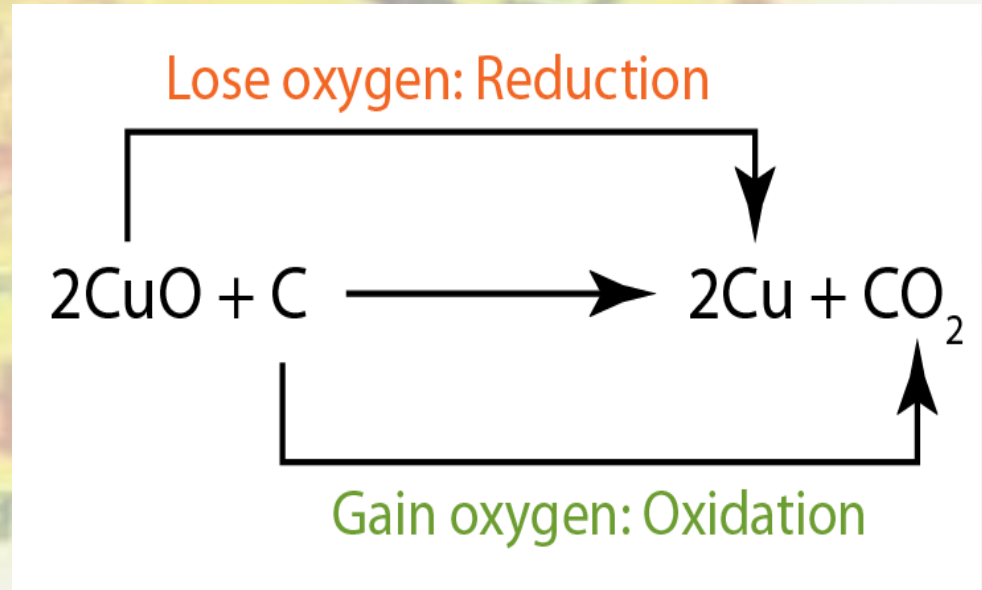 Lose oxygen: Reduction
2CuO + C ⟶ 2Cu + CO₂
Gain oxygen: Oxidation